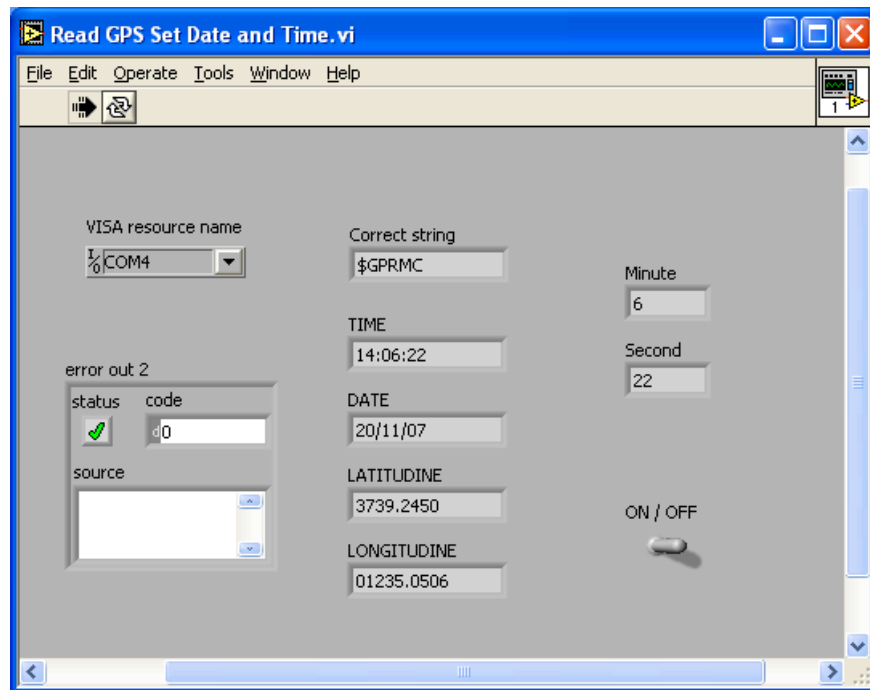 Read GPS Set Date and Time.vi
File Edit Operate Tools Window Help
1
VISA resource name
I/O COM4
Correct string
$GPRMC
Minute
6
TIME
14:06:22
Second
22
error out 2
status code
d0
DATE
20/11/07
source
LATITUDINE
3739.2450
ON / OFF
LONGITUDINE
01235.0506